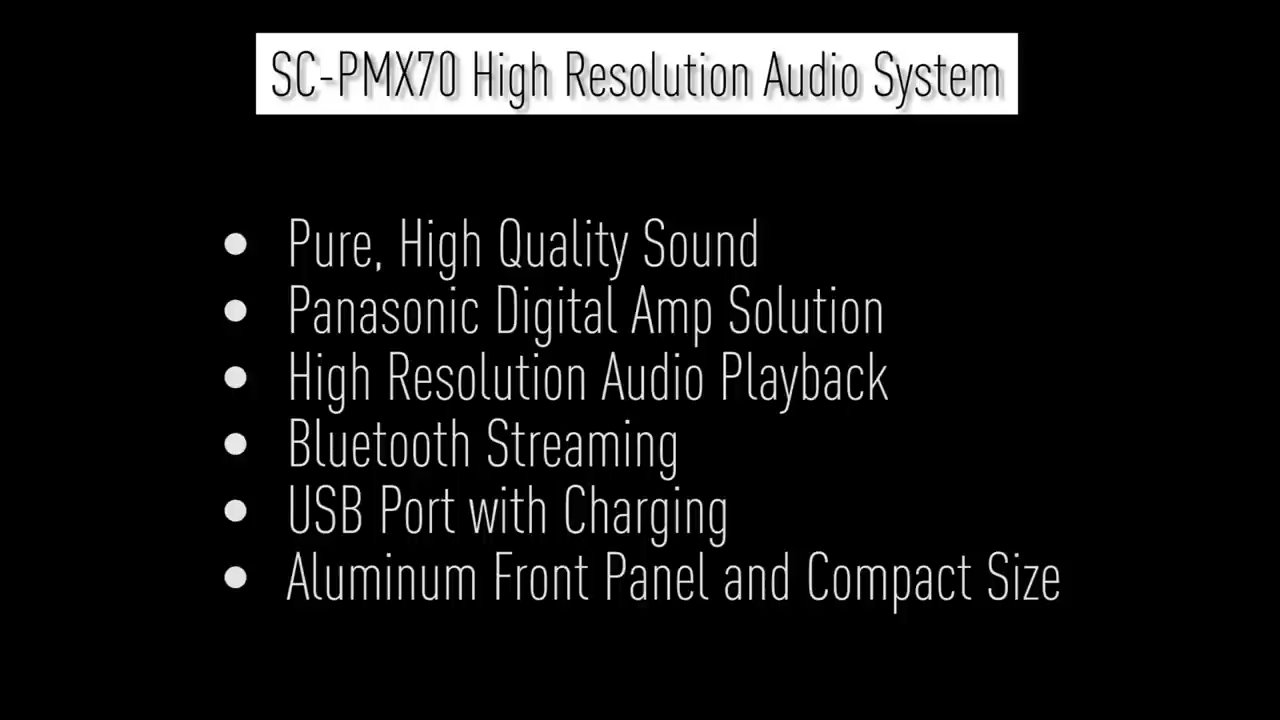 SC-PMX70 High Resolution Audio System
• Pure, High Quality Sound
• Panasonic Digital Amp Solution
• High Resolution Audio Playback
• Bluetooth Streaming
• USB Port with Charging
• Aluminum Front Panel and Compact Size